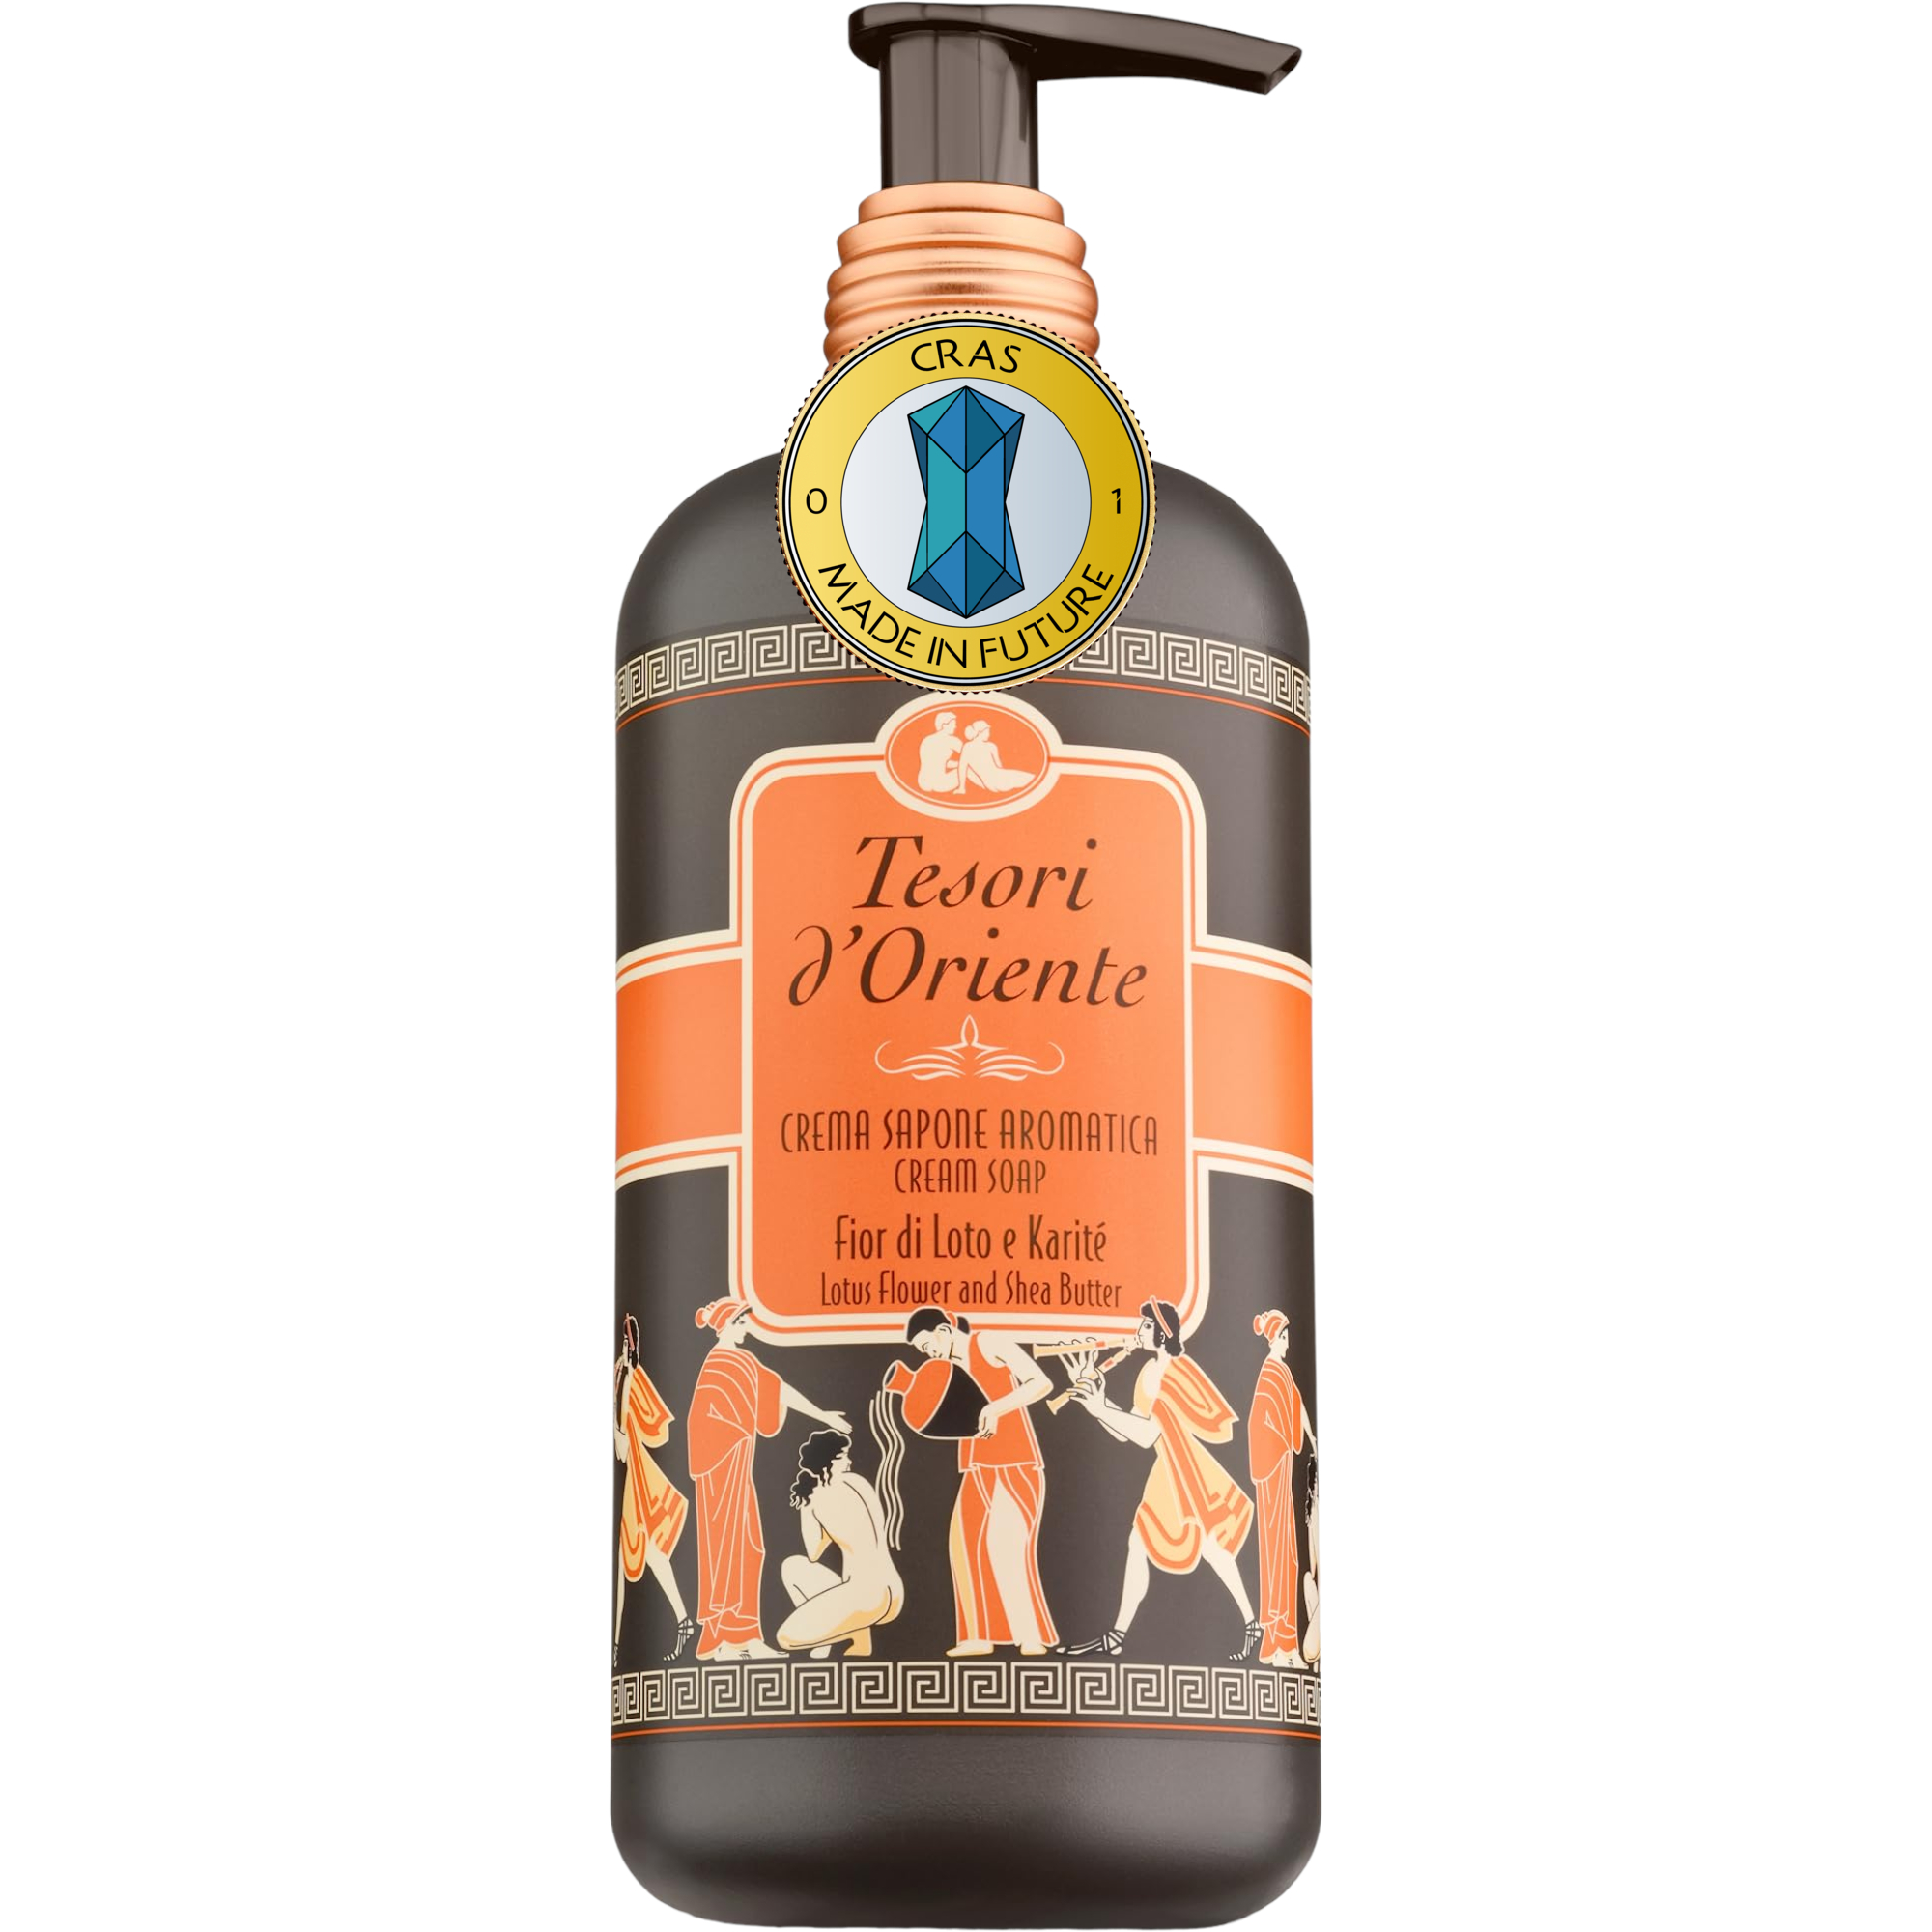 CRAS
0 1
MADE IN FUTURE
Tesori
d'Oriente
CREMA SAPONE AROMATICA
CREAM SOAP
Fior di Loto e Karité
Lotus Flower and Shea Butter